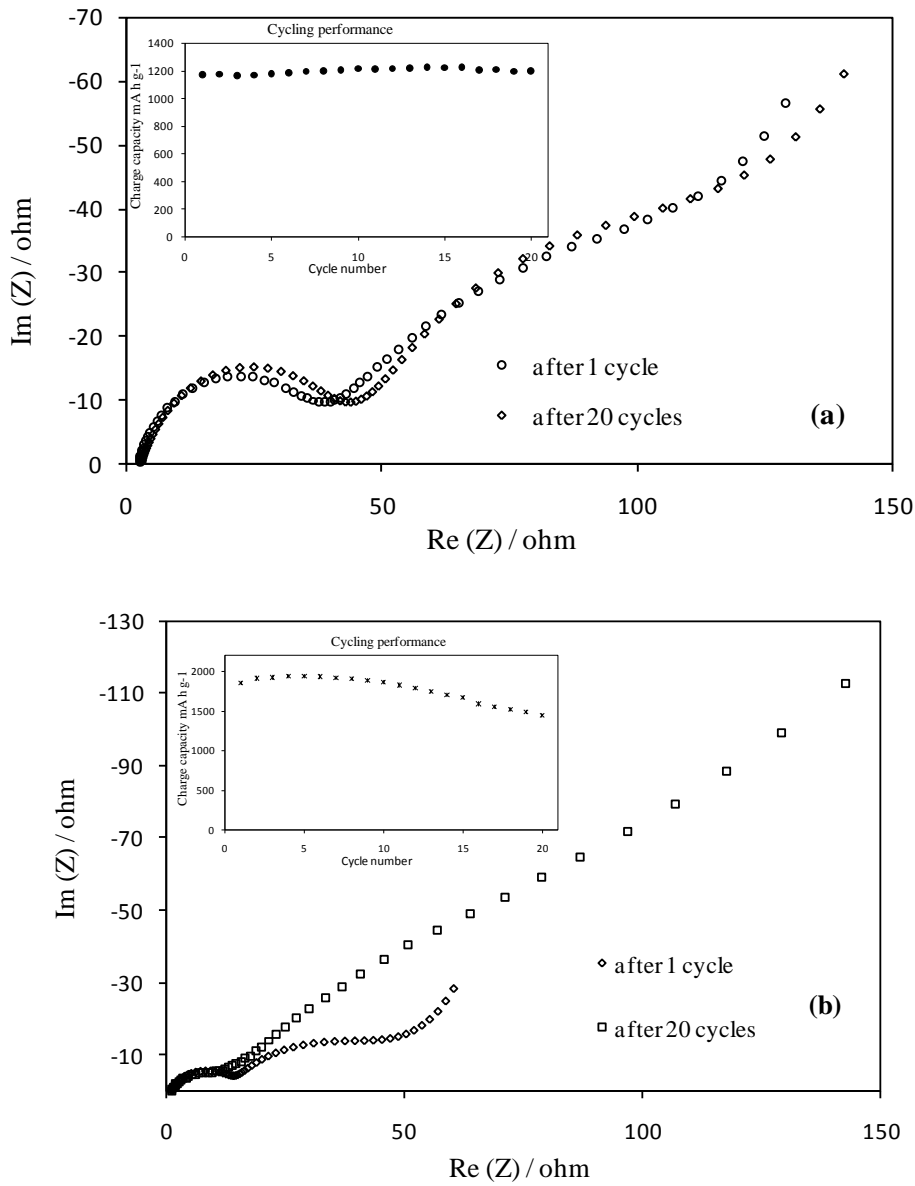 -70
-60
-50
-40
-30
-20
-10
0
Im (Z) / ohm
0
50
100
150
Re (Z) / ohm
Cycling performance
1400
1200
1000
800
600
400
200
0
Charge capacity mA h g-1
0
5
10
15
20
Cycle number
after 1 cycle
after 20 cycles
(a)
-130
-110
-90
-70
-50
-30
-10
Im (Z) / ohm
0
50
100
150
Re (Z) / ohm
Cycling performance
2000
1500
1000
500
0
Charge capacity mA h g-1
0
5
10
15
20
Cycle number
after 1 cycle
after 20 cycles
(b)